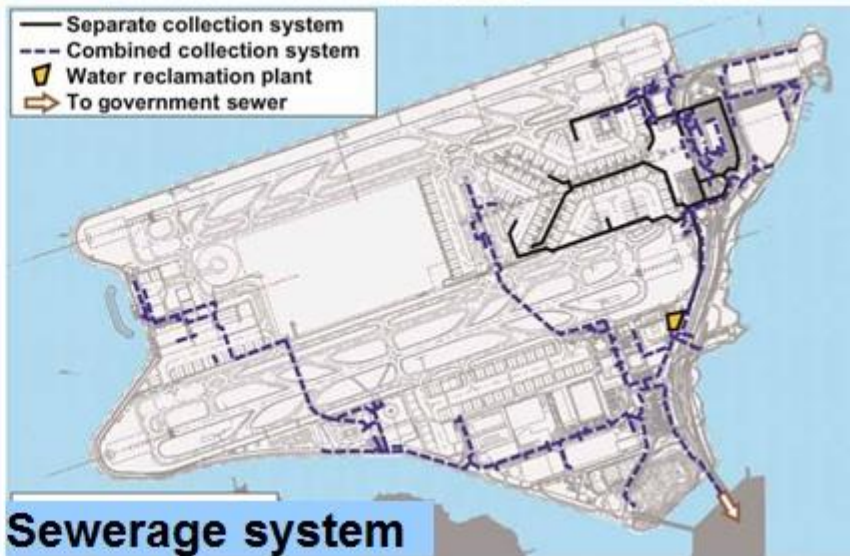 Separate collection system
Combined collection system
Water reclamation plant
To government sewer
Sewerage system